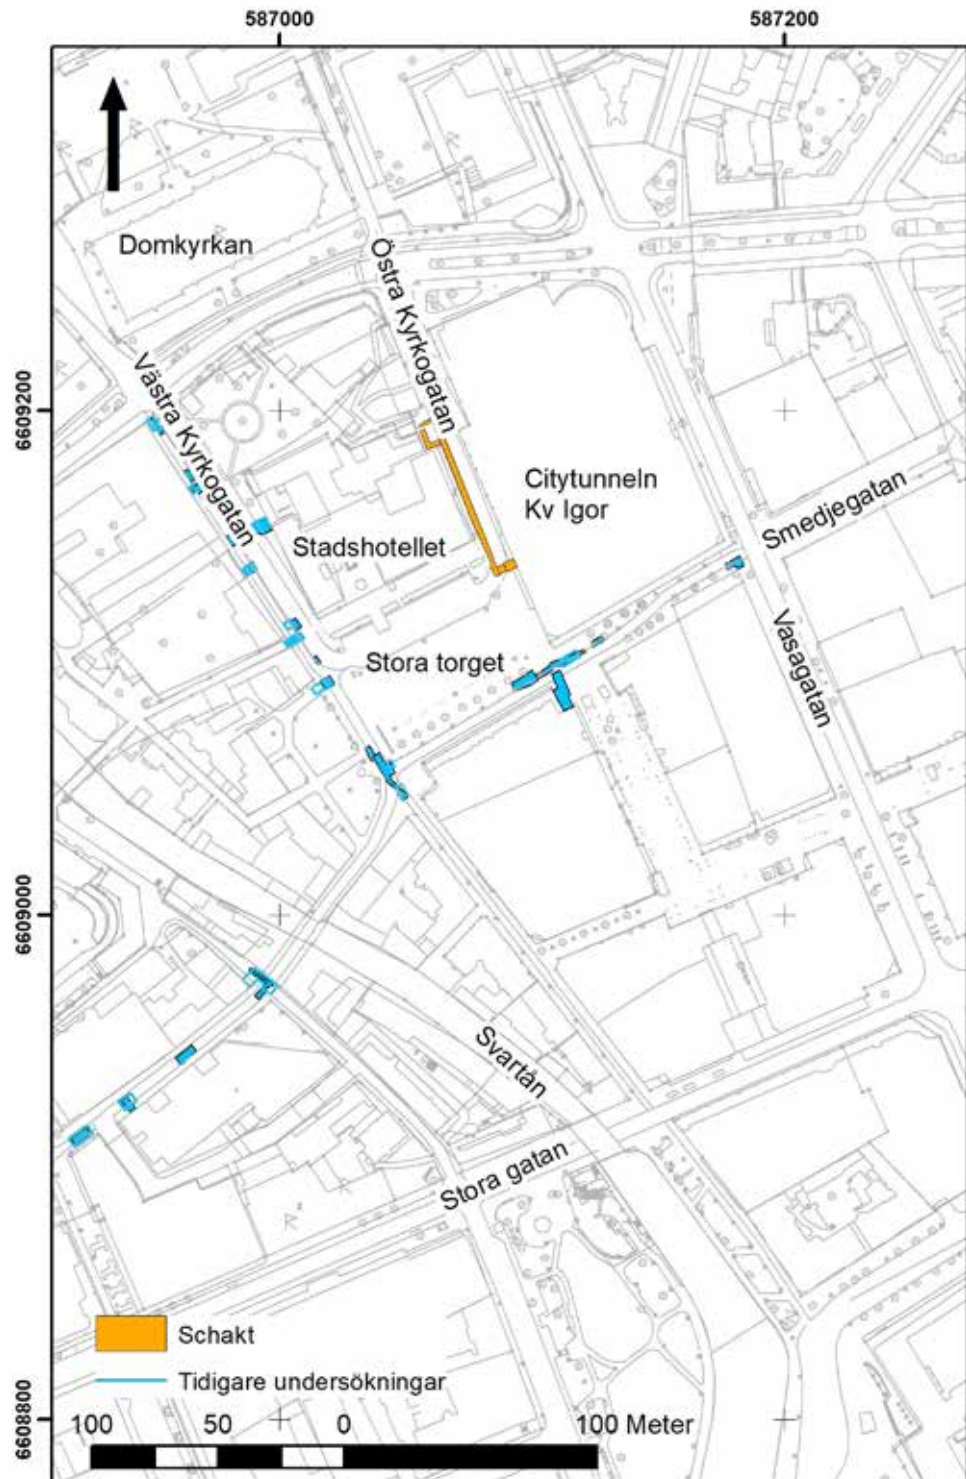 587000
587200
Domkyrkan
Östra Kyrkogatan
Västra Kyrkogatan
6609200
Citytunneln
Kv Igor
Smedjegatan
Stadshotellet
Stora torget
Vasagatan
6609000
Svartån
Stora gatan
Schakt
Tidigare undersökningar
6608800
100 50 0 100 Meter